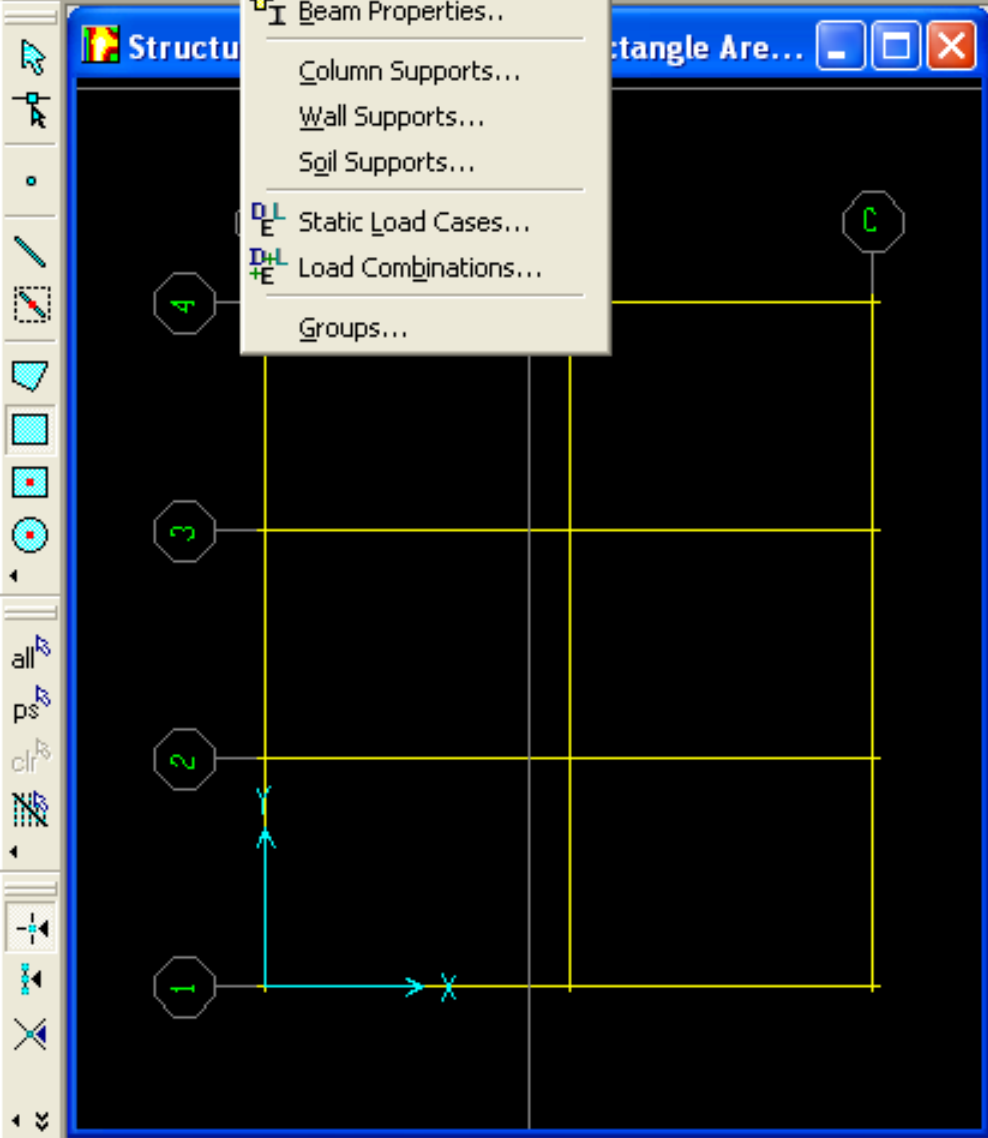 Beam Properties..
Structu
ctangle Are...
Column Supports...
Wall Supports...
Soil Supports...
Static Load Cases...
Load Combinations...
Groups...
C
4
3
2
1
Y
X
all
ps
clr